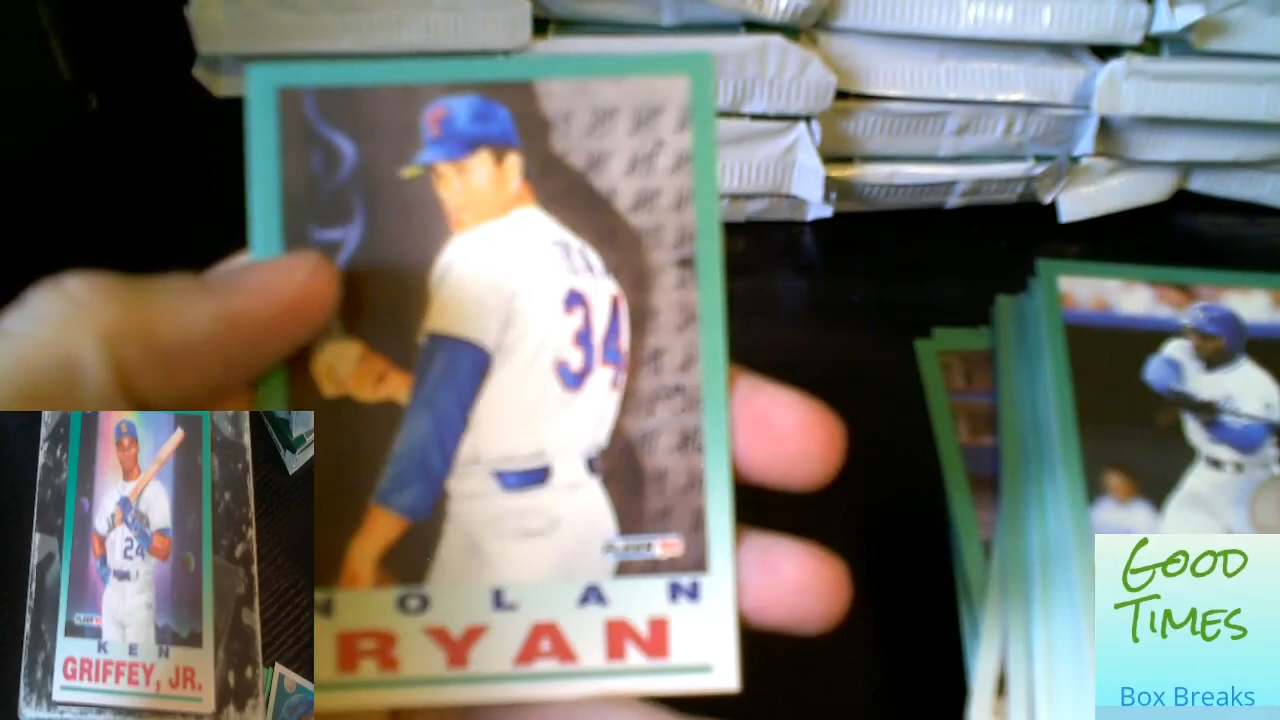 34
NOLAN
RYAN
24
KEN
GRIFFEY, JR.
GOOD
TIMES
Box Breaks